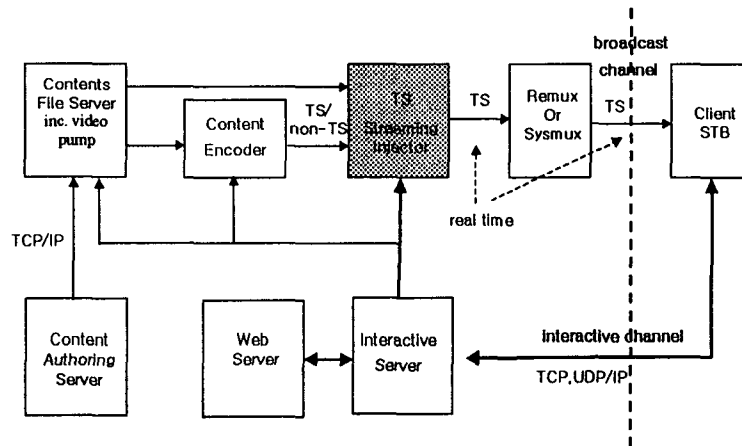 broadcast
channel
Contents
File Server
inc. video
pump
Content
Encoder
TS/
non-TS
TS
Streaming
Injector
TS
Remux
Or
Sysmux
TS
Client
STB
real time
TCP/IP
Content
Authoring
Server
Web
Server
Interactive
Server
interactive channel
TCP,UDP/IP